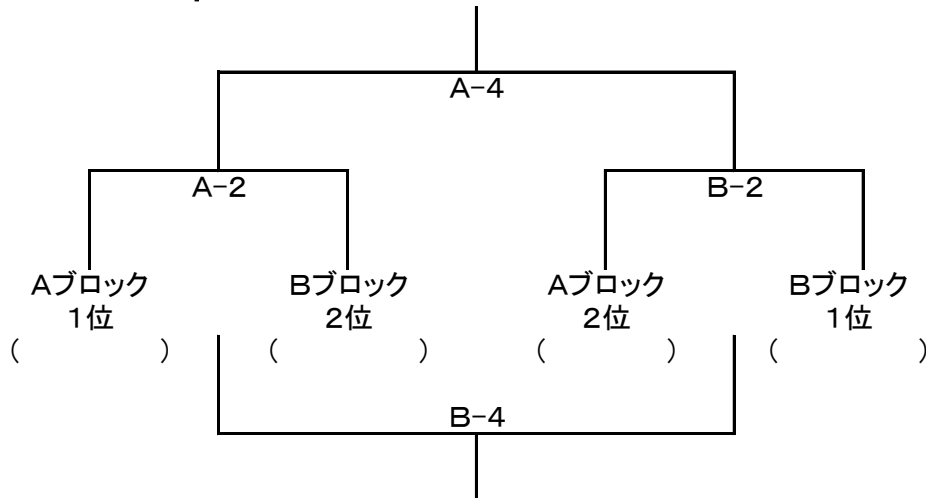 A-4
A-2
B-2
Aブロック
1位
(　　　　)
Bブロック
2位
(　　　　)
Aブロック
2位
(　　　　)
Bブロック
1位
(　　　　)
B-4